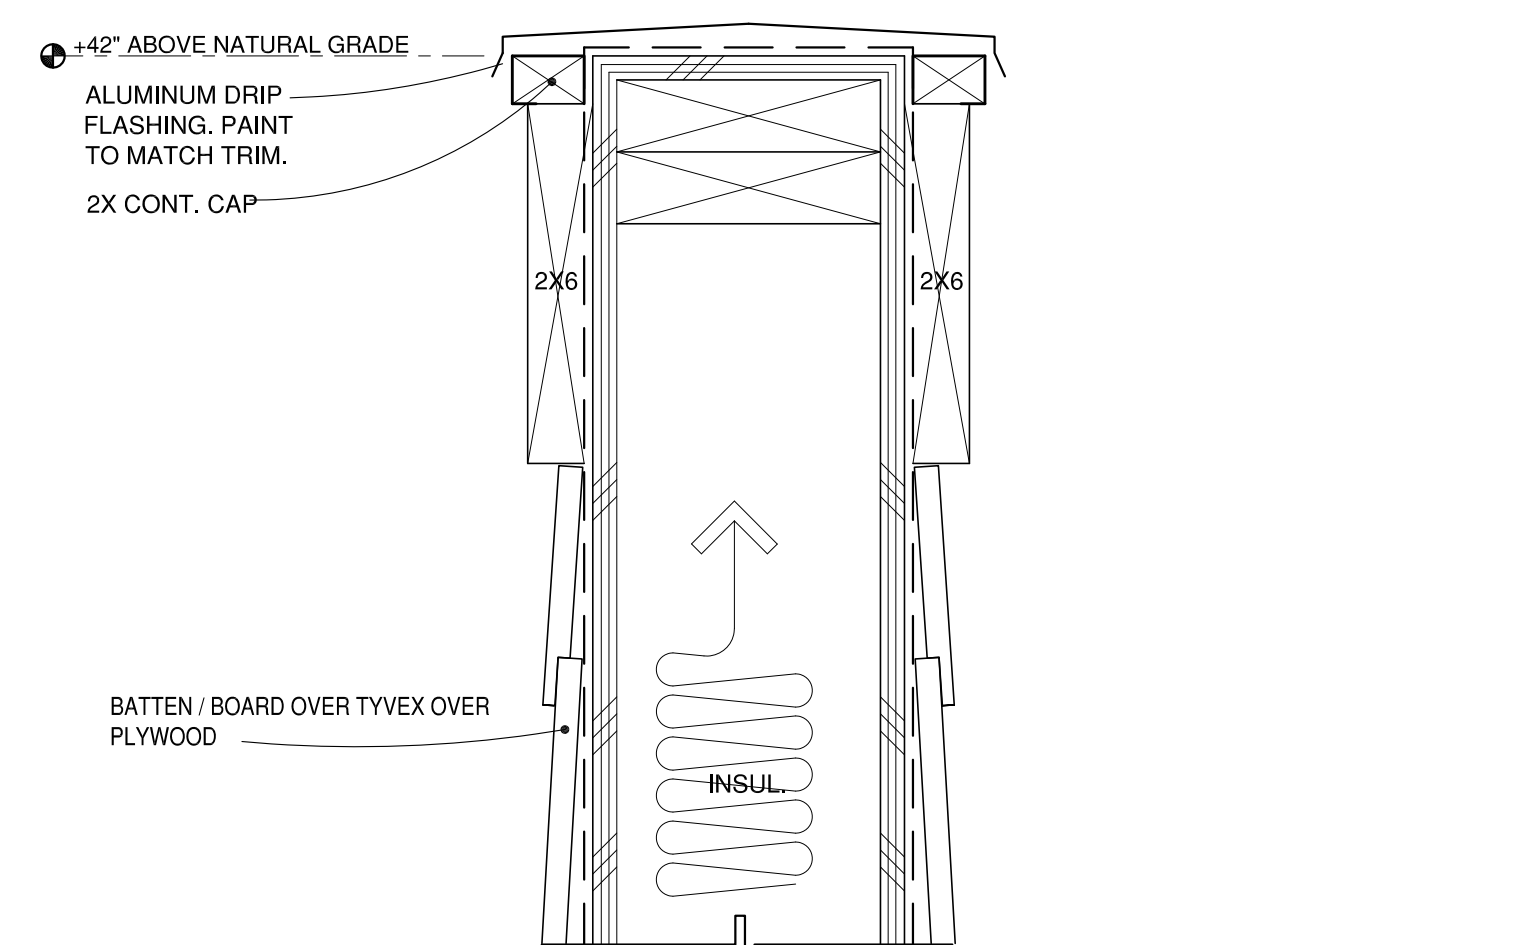 +42" ABOVE NATURAL GRADE
ALUMINUM DRIP
FLASHING. PAINT
TO MATCH TRIM.
2X CONT. CAP
2X6
2X6
BATTEN / BOARD OVER TYVEX OVER
PLYWOOD
INSUL.